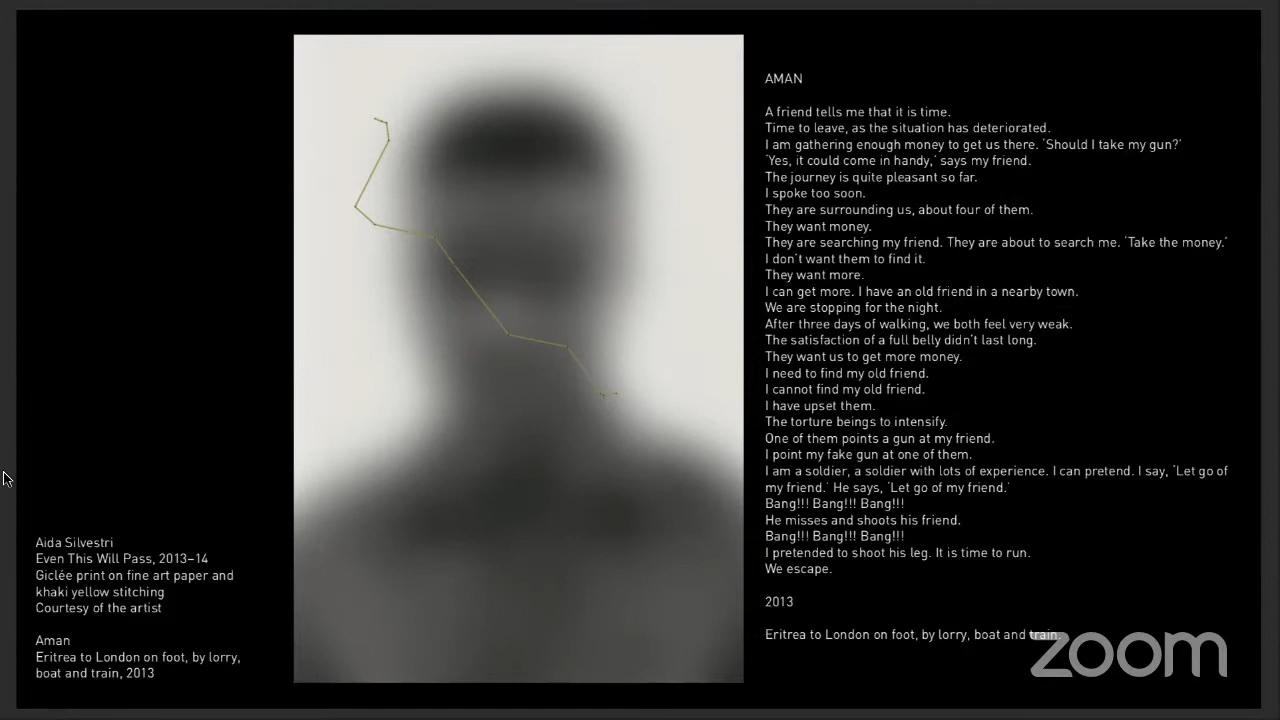 AMAN
A friend tells me that it is time.
Time to leave, as the situation has deteriorated.
I am gathering enough money to get us there. ‘Should I take my gun?’
‘Yes, it could come in handy,’ says my friend.
The journey is quite pleasant so far.
I spoke too soon.
They are surrounding us, about four of them.
They want money.
They are searching my friend. They are about to search me. ‘Take the money.’
I don’t want them to find it.
They want more.
I can get more. I have an old friend in a nearby town.
We are stopping for the night.
After three days of walking, we both feel very weak.
The satisfaction of a full belly didn’t last long.
They want us to get more money.
I need to find my old friend.
I cannot find my old friend.
I have upset them.
The torture beings to intensify.
One of them points a gun at my friend.
I point my fake gun at one of them.
I am a soldier, a soldier with lots of experience. I can pretend. I say, ‘Let go of
my friend.’ He says, ‘Let go of my friend.’
Bang!!! Bang!!! Bang!!!
He misses and shoots his friend.
Bang!!! Bang!!! Bang!!!
I pretended to shoot his leg. It is time to run.
We escape.
2013
Eritrea to London on foot, by lorry, boat and train.
Aida Silvestri
Even This Will Pass, 2013–14
Giclée print on fine art paper and
khaki yellow stitching
Courtesy of the artist
Aman
Eritrea to London on foot, by lorry,
boat and train, 2013
zoom